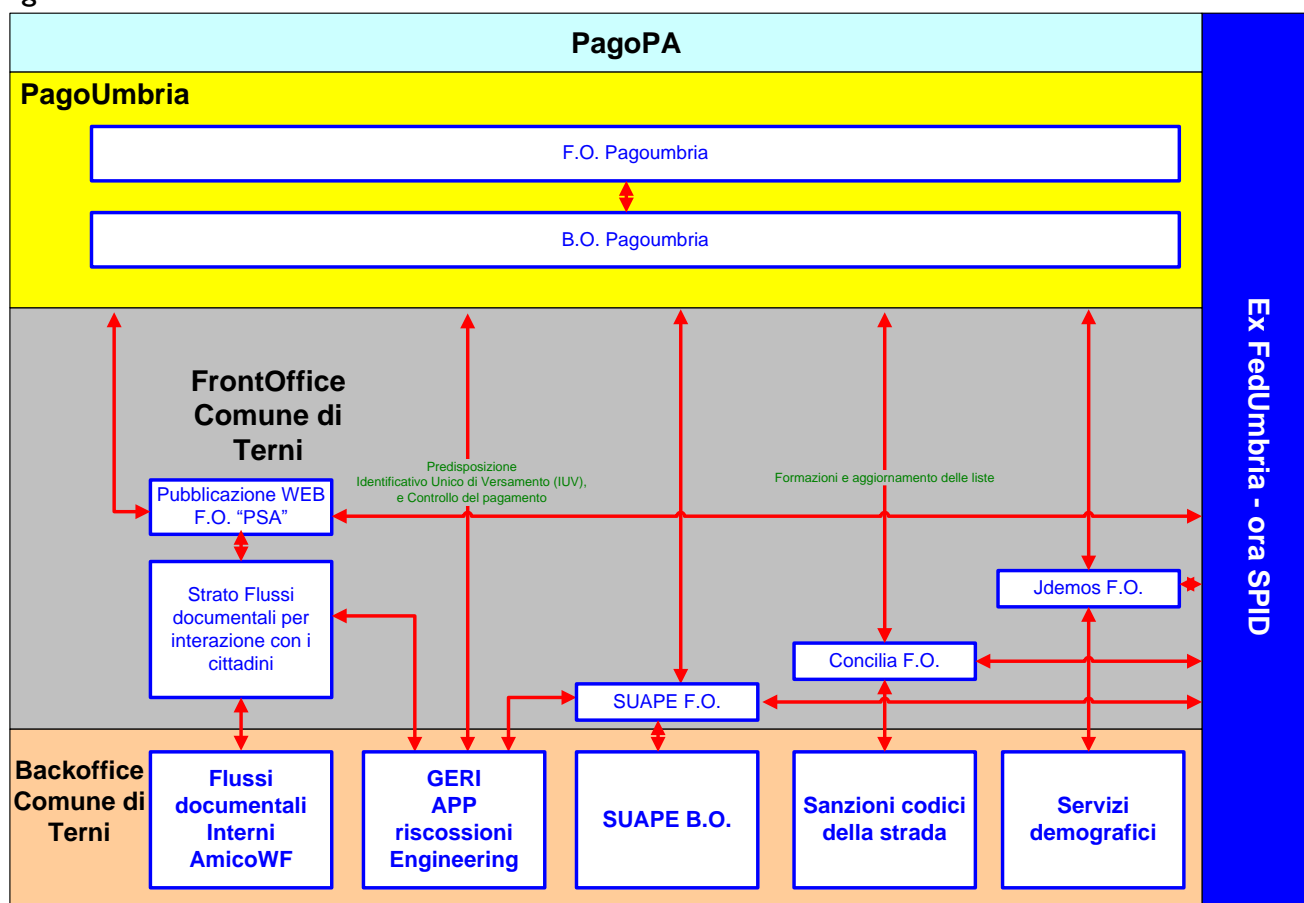 PagoPA
PagoUmbria
F.O. Pagoumbria
B.O. Pagoumbria
Ex FedUmbria - ora SPID
FrontOffice
Comune di
Terni
Predisposizione
Identificativo Unico di Versamento (IUV),
e Controllo del pagamento
Formazioni e aggiornamento delle liste
Pubblicazione WEB
F.O. “PSA”
Strato Flussi
documentali per
interazione con i
cittadini
Jdemos F.O.
Concilia F.O.
SUAPE F.O.
Backoffice
Comune di
Terni
Flussi
documentali
Interni
AmicoWF
GERI
APP
riscossioni
Engineering
SUAPE B.O.
Sanzioni codici
della strada
Servizi
demografici